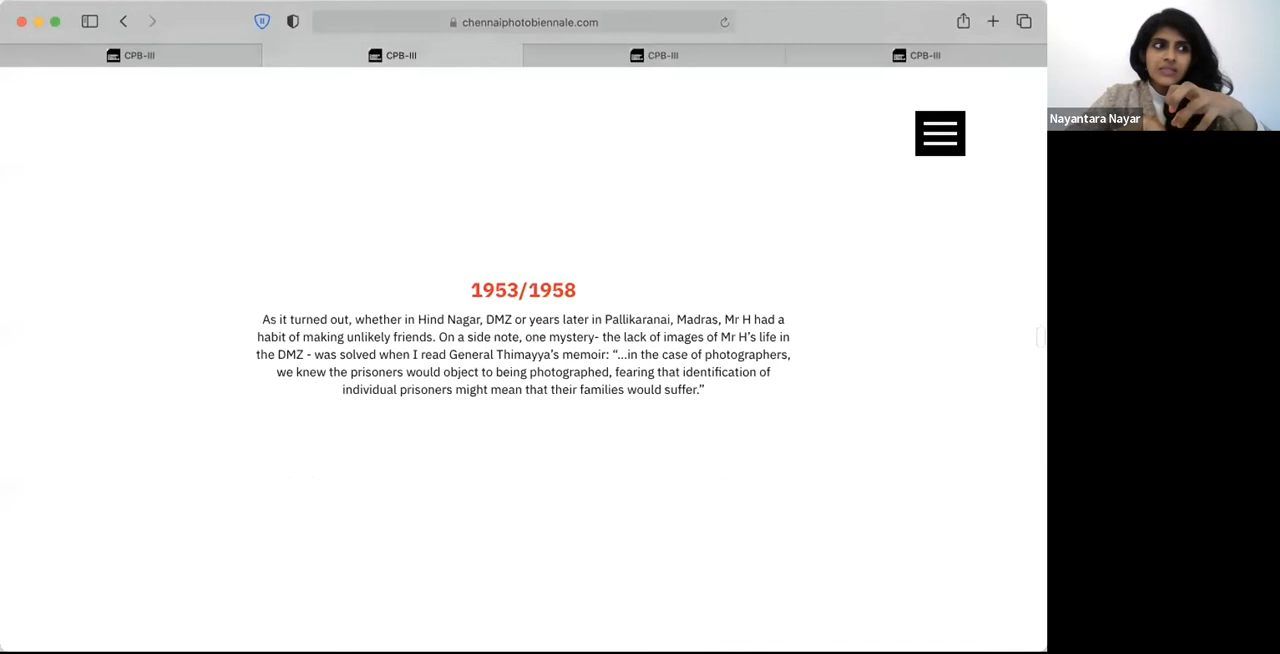 chennaiphotobiennale.com
CPB-III
CPB-III
CPB-III
CPB-III
Nayantara Nayar
1953/1958
As it turned out, whether in Hind Nagar, DMZ or years later in Pallikaranai, Madras, Mr H had a
habit of making unlikely friends. On a side note, one mystery- the lack of images of Mr H’s life in
the DMZ - was solved when I read General Thimayya’s memoir: “...in the case of photographers,
we knew the prisoners would object to being photographed, fearing that identification of
individual prisoners might mean that their families would suffer.”